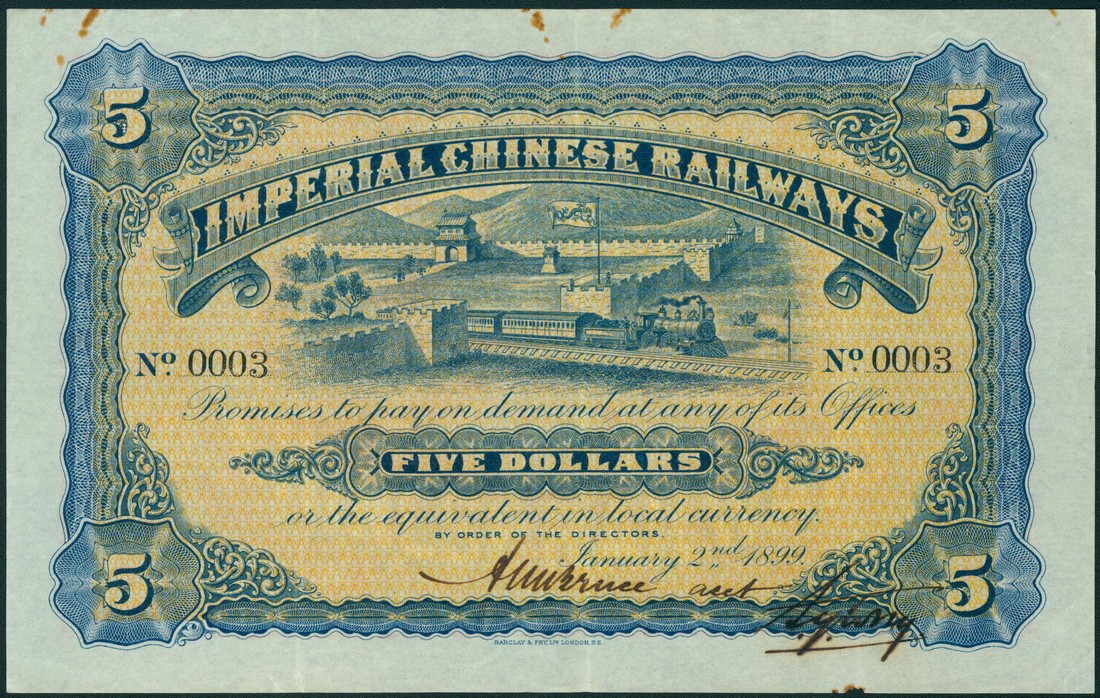 5 5
IMPERIAL CHINESE RAILWAYS
Nº. 0003 Nº. 0003
Promises to pay on demand at any of its Offices
FIVE DOLLARS
or the equivalent in local currency.
BY ORDER OF THE DIRECTORS.
January 2nd 1899.
acct
5 5
BARCLAY & FRY, LTD LONDON, S.E.